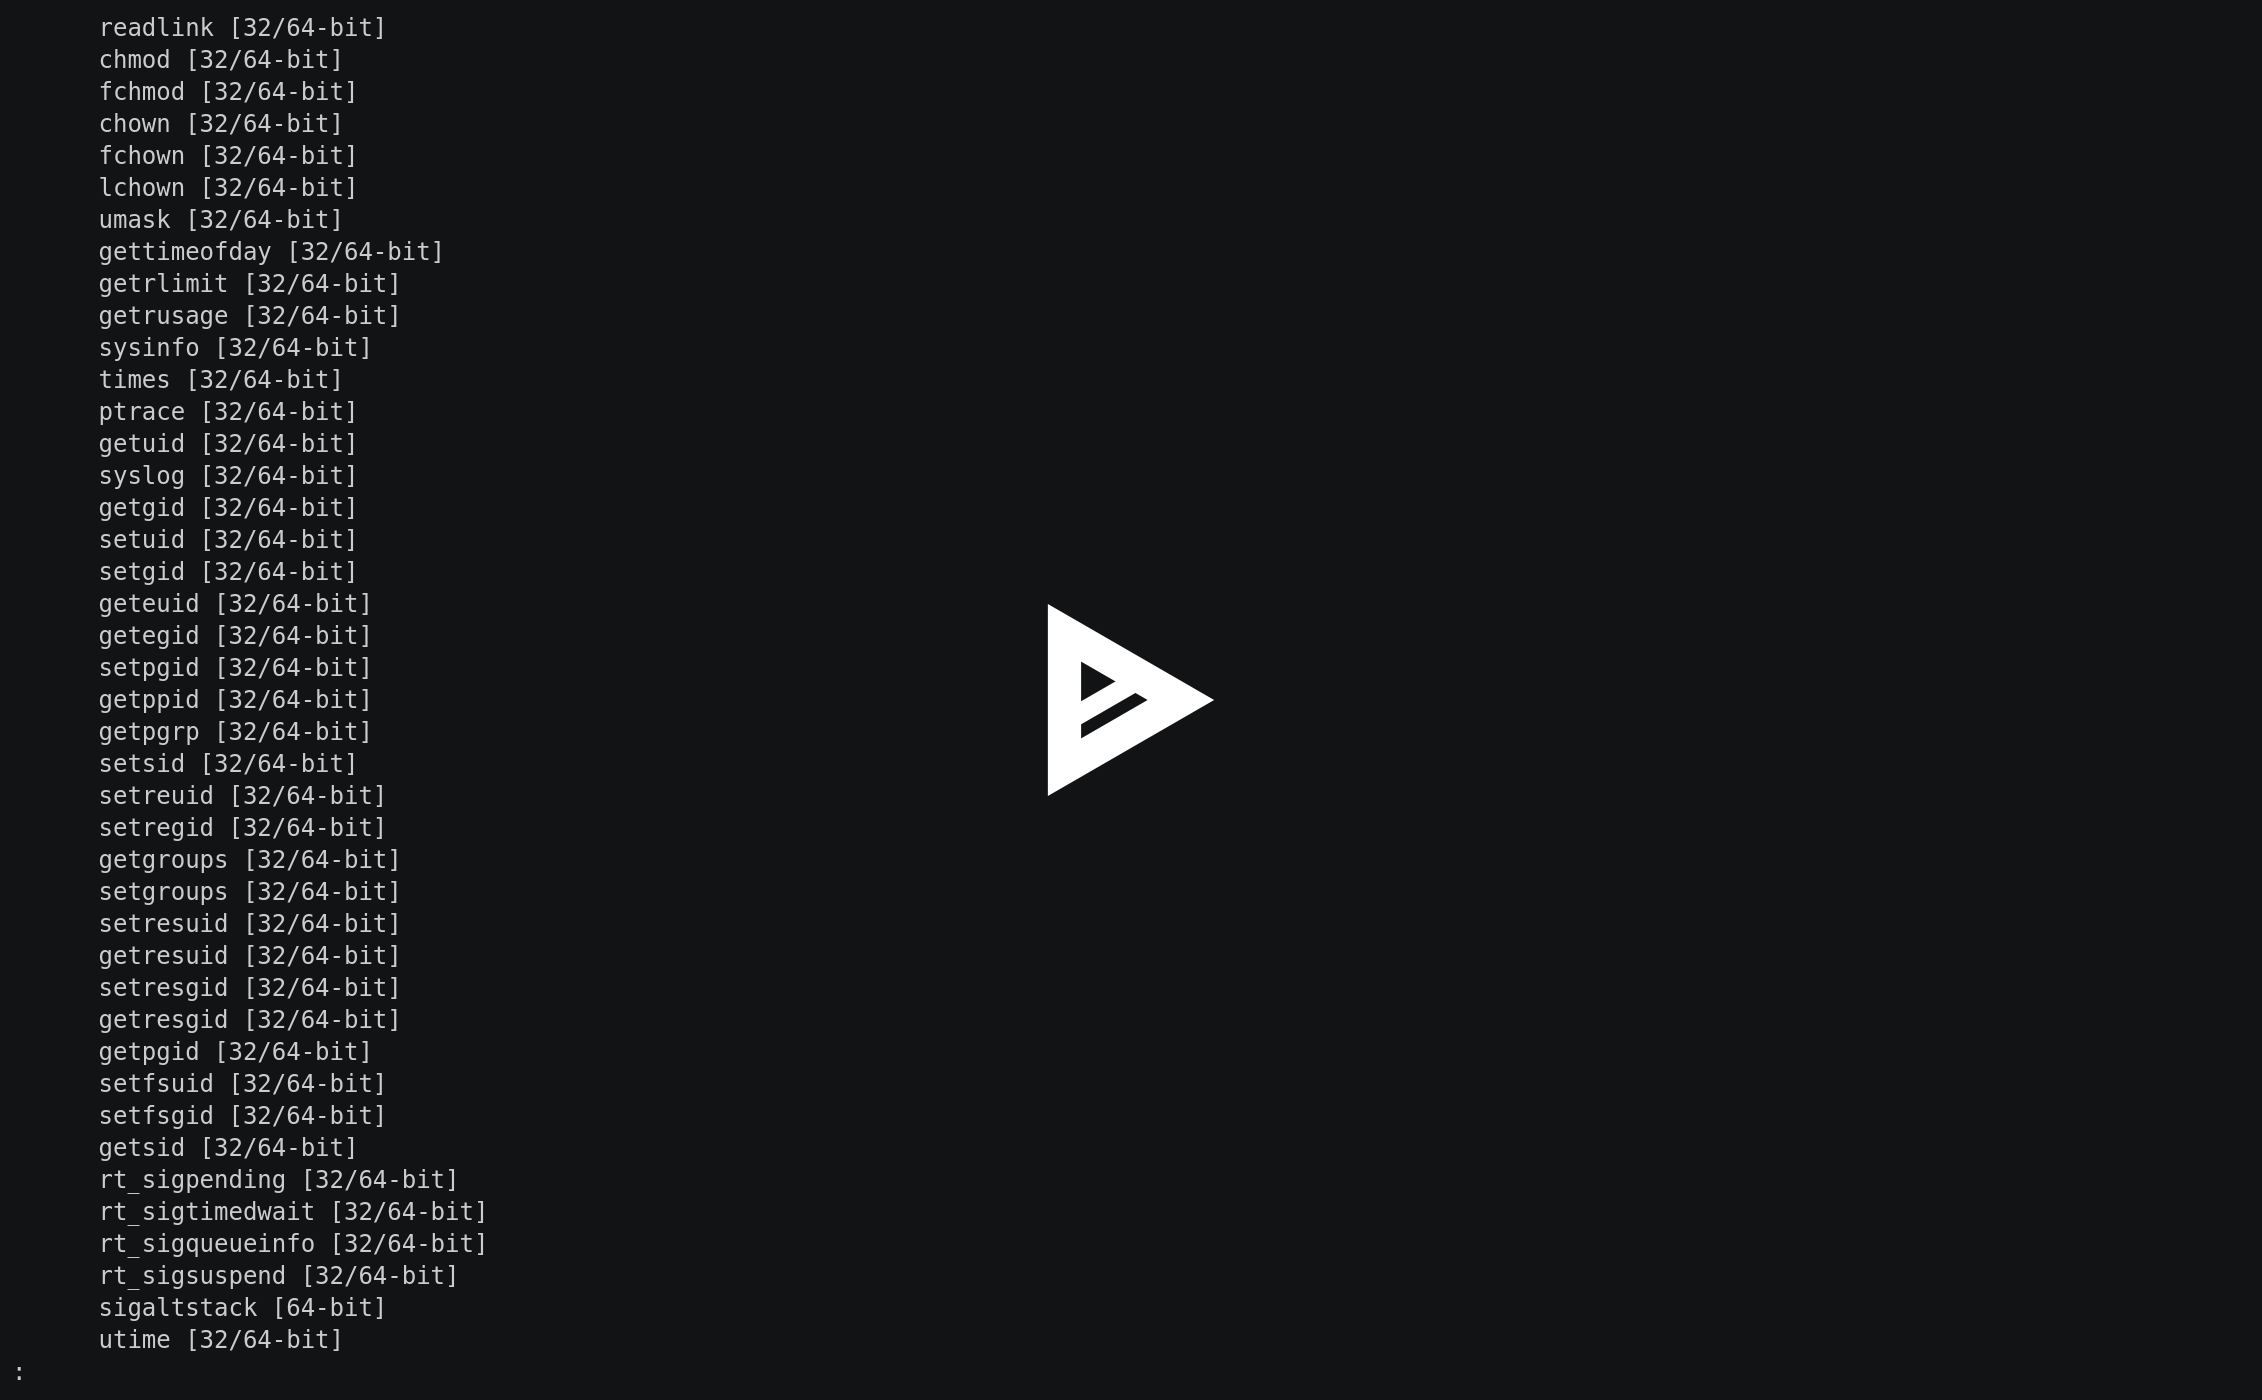 readlink [32/64-bit]
chmod [32/64-bit]
fchmod [32/64-bit]
chown [32/64-bit]
fchown [32/64-bit]
lchown [32/64-bit]
umask [32/64-bit]
gettimeofday [32/64-bit]
getrlimit [32/64-bit]
getrusage [32/64-bit]
sysinfo [32/64-bit]
times [32/64-bit]
ptrace [32/64-bit]
getuid [32/64-bit]
syslog [32/64-bit]
getgid [32/64-bit]
setuid [32/64-bit]
setgid [32/64-bit]
geteuid [32/64-bit]
getegid [32/64-bit]
setpgid [32/64-bit]
getppid [32/64-bit]
getpgrp [32/64-bit]
setsid [32/64-bit]
setreuid [32/64-bit]
setregid [32/64-bit]
getgroups [32/64-bit]
setgroups [32/64-bit]
setresuid [32/64-bit]
getresuid [32/64-bit]
setresgid [32/64-bit]
getresgid [32/64-bit]
getpgid [32/64-bit]
setfsuid [32/64-bit]
setfsgid [32/64-bit]
getsid [32/64-bit]
rt_sigpending [32/64-bit]
rt_sigtimedwait [32/64-bit]
rt_sigqueueinfo [32/64-bit]
rt_sigsuspend [32/64-bit]
sigaltstack [64-bit]
utime [32/64-bit]
: